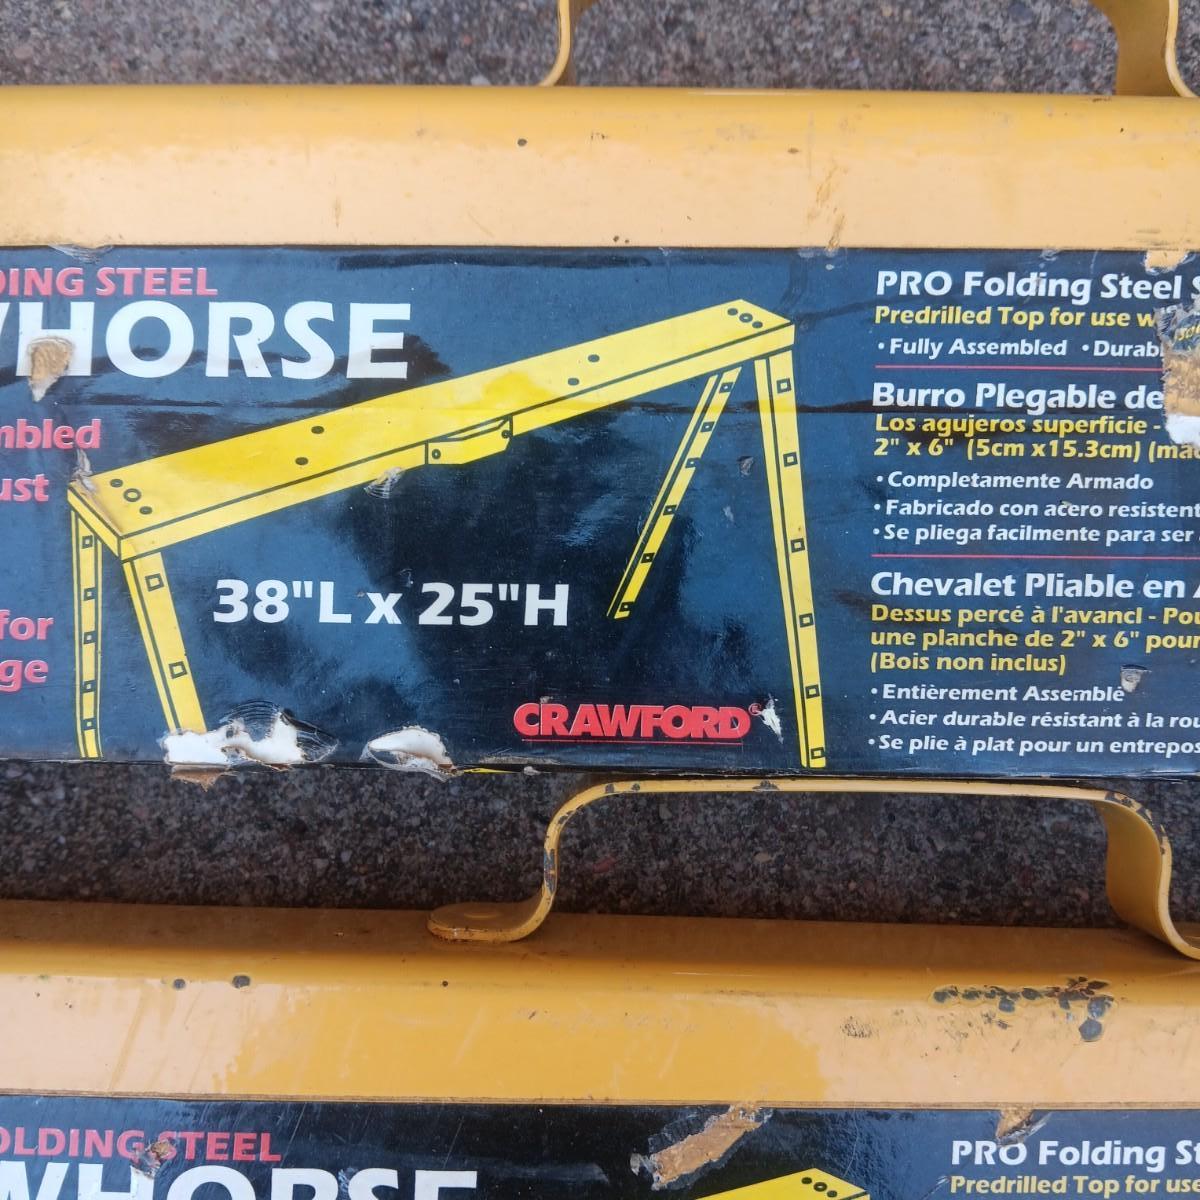 DING STEEL
WHORSE
mbled
ust
for
ge
38"L x 25"H
CRAWFORD®
PRO Folding Steel S
Predrilled Top for use w
• Fully Assembled • Durabl
Burro Plegable de
Los agujeros superficie -
2" x 6" (5cm x15.3cm) (mad
• Completamente Armado
• Fabricado con acero resistent
• Se pliega facilmente para ser
Chevalet Pliable en A
Dessus percé à l'avancl - Pou
une planche de 2" x 6" pour
(Bois non inclus)
• Entièrement Assemblé
• Acier durable résistant à la rou
• Se plie à plat pour un entrepos
OLDING STEEL
WHORSE
PRO Folding St
Predrilled Top for use